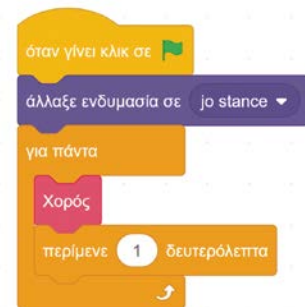 όταν γίνει κλικ σε
άλλαξε ενδυμασία σε jo stance
για πάντα
Χορός
περίμενε 1 δευτερόλεπτα